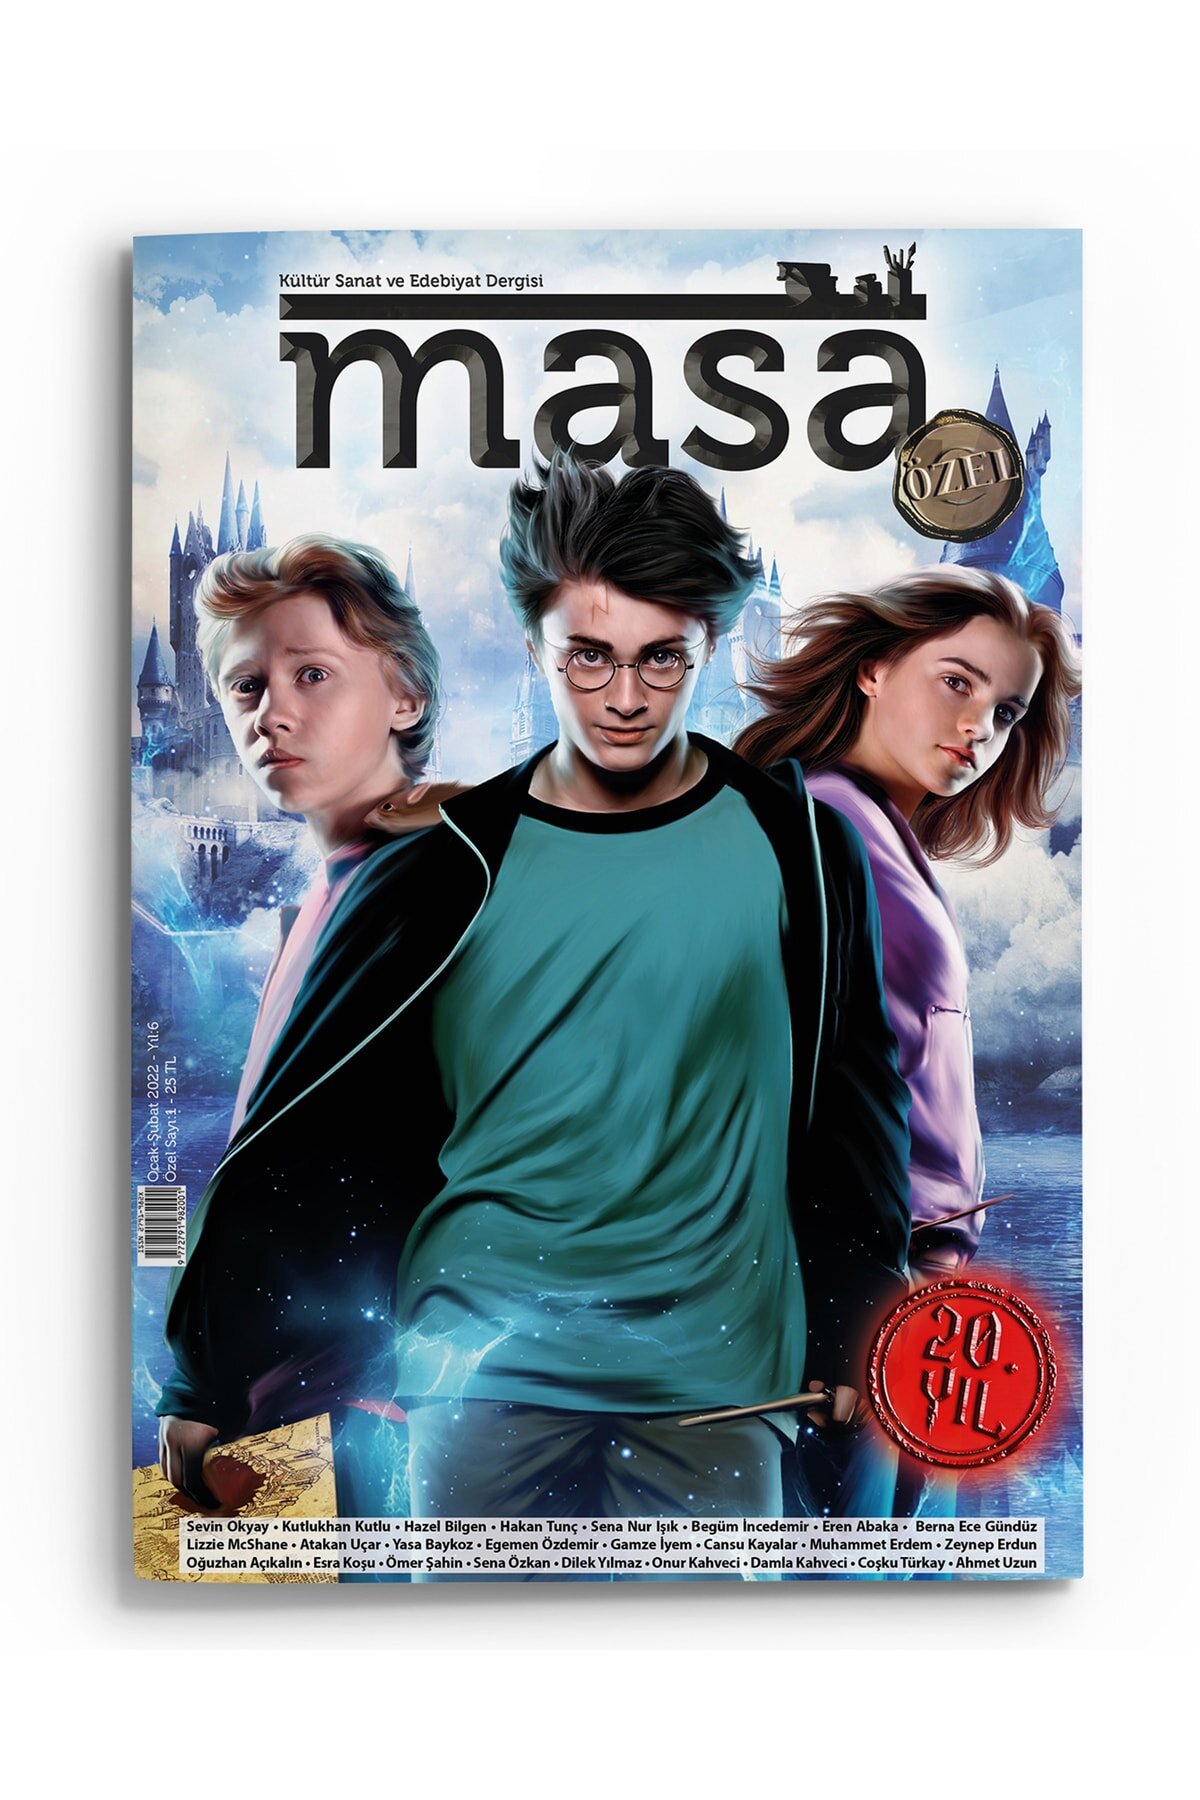 Kültür Sanat ve Edebiyat Dergisi
masa
ÖZEL
Ocak-Şubat 2022 - Yıl:6
Özel Sayı:1 - 25 TL
9 772791 982001
20.
YIL
Sevin Okyay • Kutlukhan Kutlu • Hazel Bilgen • Hakan Tunç • Sena Nur Işık • Begüm İncedemir • Eren Abaka • Berna Ece Gündüz
Lizzie McShane • Atakan Uçar • Yasa Baykoz • Egemen Özdemir • Gamze İyem • Cansu Kayalar • Muhammet Erdem • Zeynep Erdun
Oğuzhan Açıkalın • Esra Koşu • Ömer Şahin • Sena Özkan • Dilek Yılmaz • Onur Kahveci • Damla Kahveci • Coşku Türkay • Ahmet Uzun